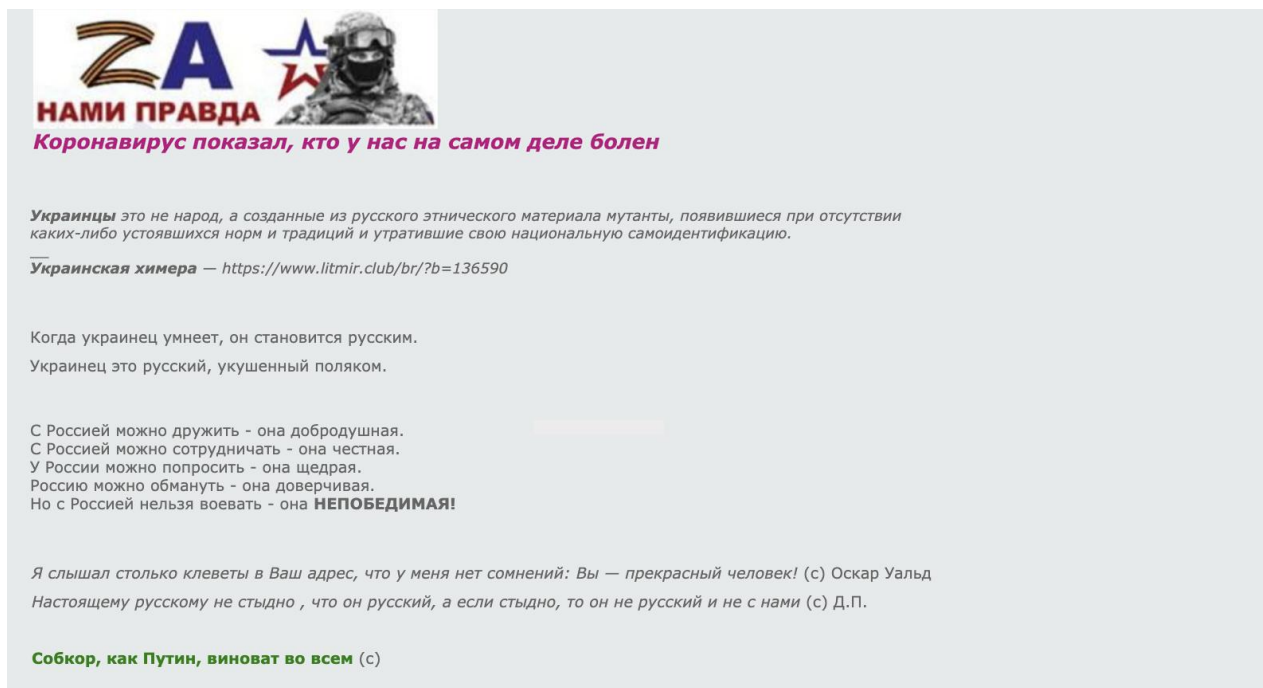 ZА
НАМИ ПРАВДА
Коронавирус показал, кто у нас на самом деле болен
Украинцы это не народ, а созданные из русского этнического материала мутанты, появившиеся при отсутствии
каких-либо устоявшихся норм и традиций и утратившие свою национальную самоидентификацию.
__
Украинская химера — https://www.litmir.club/br/?b=136590
Когда украинец умнеет, он становится русским.
Украинец это русский, укушенный поляком.
С Россией можно дружить - она добродушная.
С Россией можно сотрудничать - она честная.
У России можно попросить - она щедрая.
Россию можно обмануть - она доверчивая.
Но с Россией нельзя воевать - она НЕПОБЕДИМАЯ!
Я слышал столько клеветы в Ваш адрес, что у меня нет сомнений: Вы — прекрасный человек! (с) Оскар Уальд
Настоящему русскому не стыдно , что он русский, а если стыдно, то он не русский и не с нами (с) Д.П.
Собкор, как Путин, виноват во всем (с)